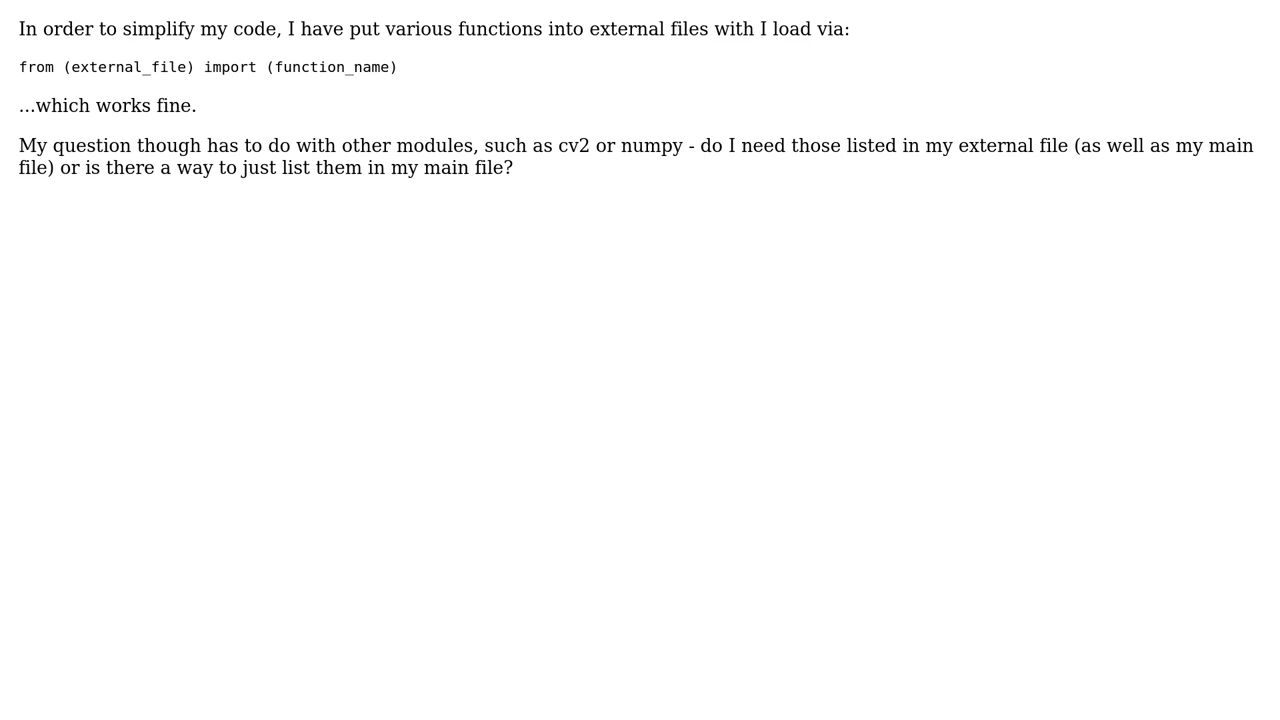 In order to simplify my code, I have put various functions into external files with I load via:
from (external_file) import (function_name)
...which works fine.
My question though has to do with other modules, such as cv2 or numpy - do I need those listed in my external file (as well as my main
file) or is there a way to just list them in my main file?